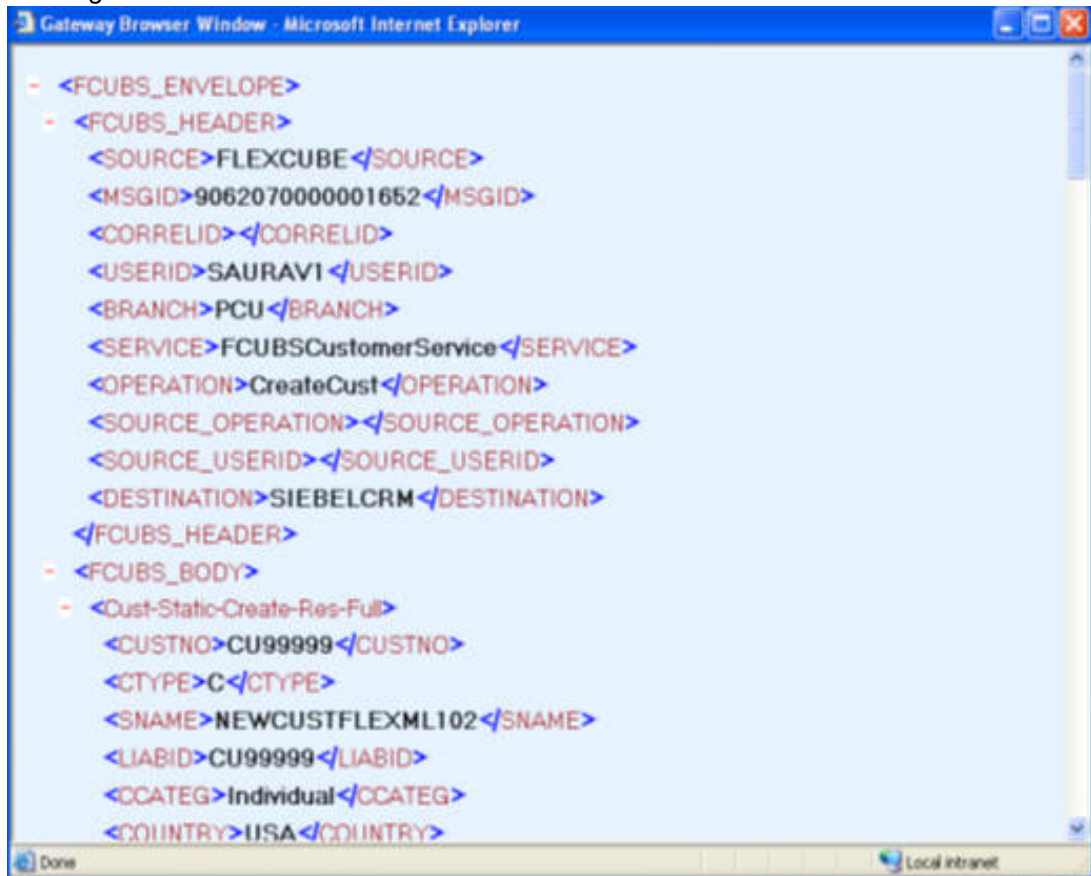 Gateway Browser Window - Microsoft Internet Explorer
- <FCUBS_ENVELOPE>
- <FCUBS_HEADER>
<SOURCE>FLEXCUBE</SOURCE>
<MSGID>9062070000001652</MSGID>
<CORRELID></CORRELID>
<USERID>SAURAV1</USERID>
<BRANCH>PCU</BRANCH>
<SERVICE>FCUBSCustomerService</SERVICE>
<OPERATION>CreateCust</OPERATION>
<SOURCE_OPERATION></SOURCE_OPERATION>
<SOURCE_USERID></SOURCE_USERID>
<DESTINATION>SIEBELCRM</DESTINATION>
</FCUBS_HEADER>
- <FCUBS_BODY>
- <Cust-Static-Create-Res-Full>
<CUSTNO>CU99999</CUSTNO>
<CTYPE>C</CTYPE>
<SNAME>NEWCUSTFLEXML102</SNAME>
<LIABID>CU99999</LIABID>
<CCATEG>Individual</CCATEG>
<COUNTRY>USA</COUNTRY>
Done Local intranet